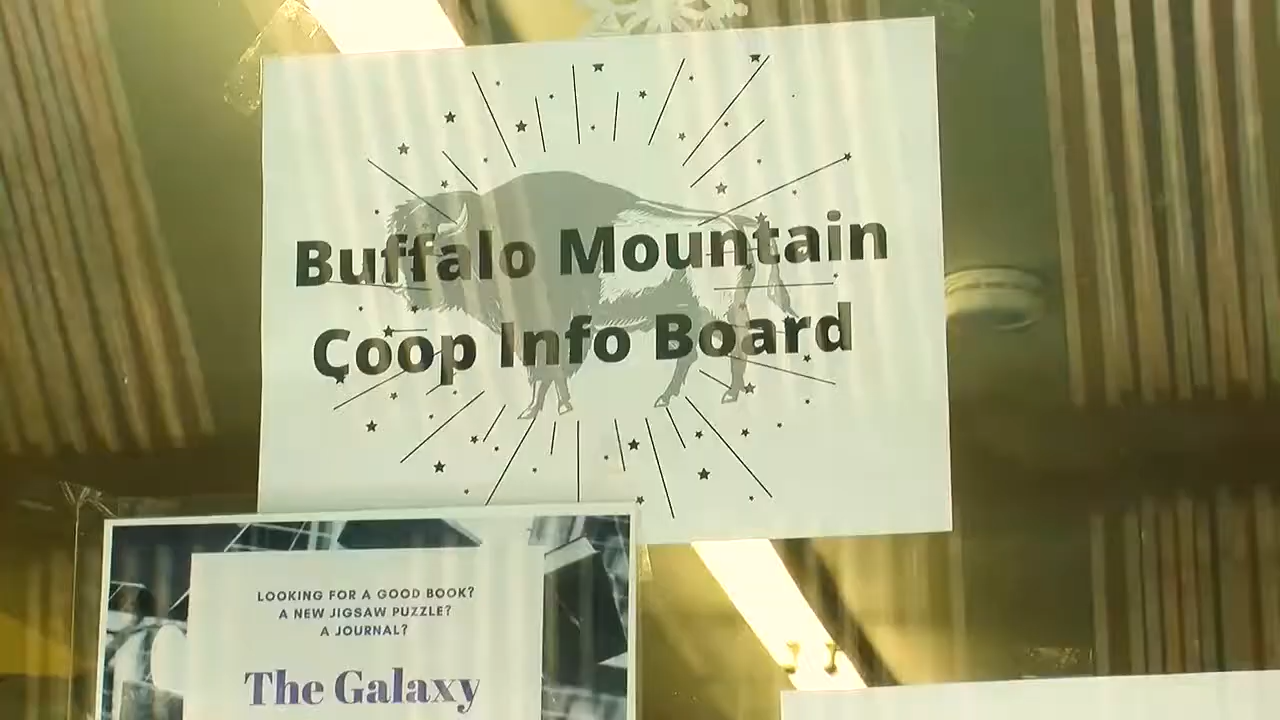 Buffalo Mountain
Coop Info Board
LOOKING FOR A GOOD BOOK?
A NEW JIGSAW PUZZLE?
A JOURNAL?
The Galaxy